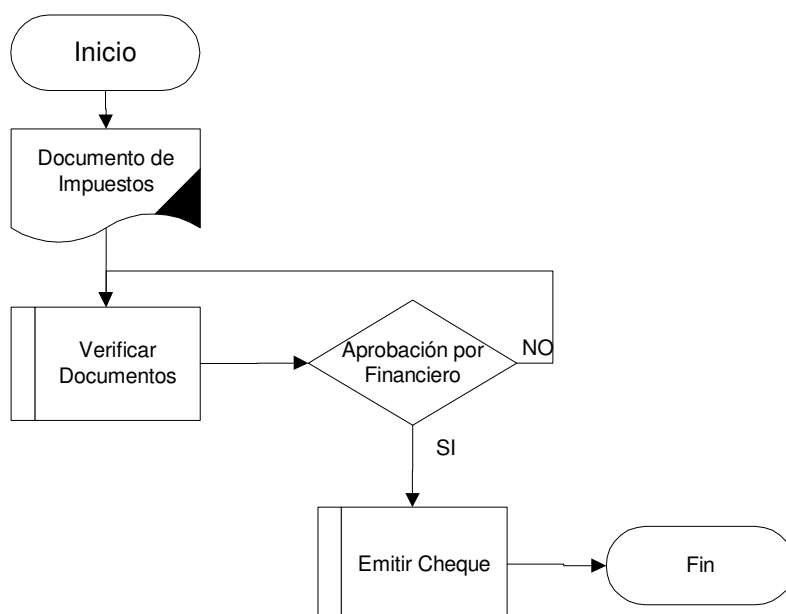 Inicio
Documento de
Impuestos
Verificar
Documentos
Aprobación por
Financiero
NO
SI
Emitir Cheque
Fin